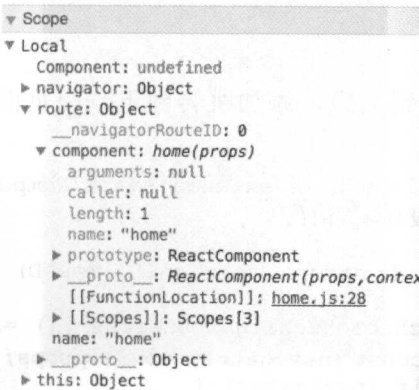 ▼ Scope
▼ Local
Component: undefined
▶ navigator: Object
▼ route: Object
__navigatorRouteID: 0
▼ component: home(props)
arguments: null
caller: null
length: 1
name: "home"
▶ prototype: ReactComponent
▶ __proto__: ReactComponent(props,contex
[[FunctionLocation]]: home.js:28
▶ [[Scopes]]: Scopes[3]
name: "home"
▶ __proto__: Object
▶ this: Object